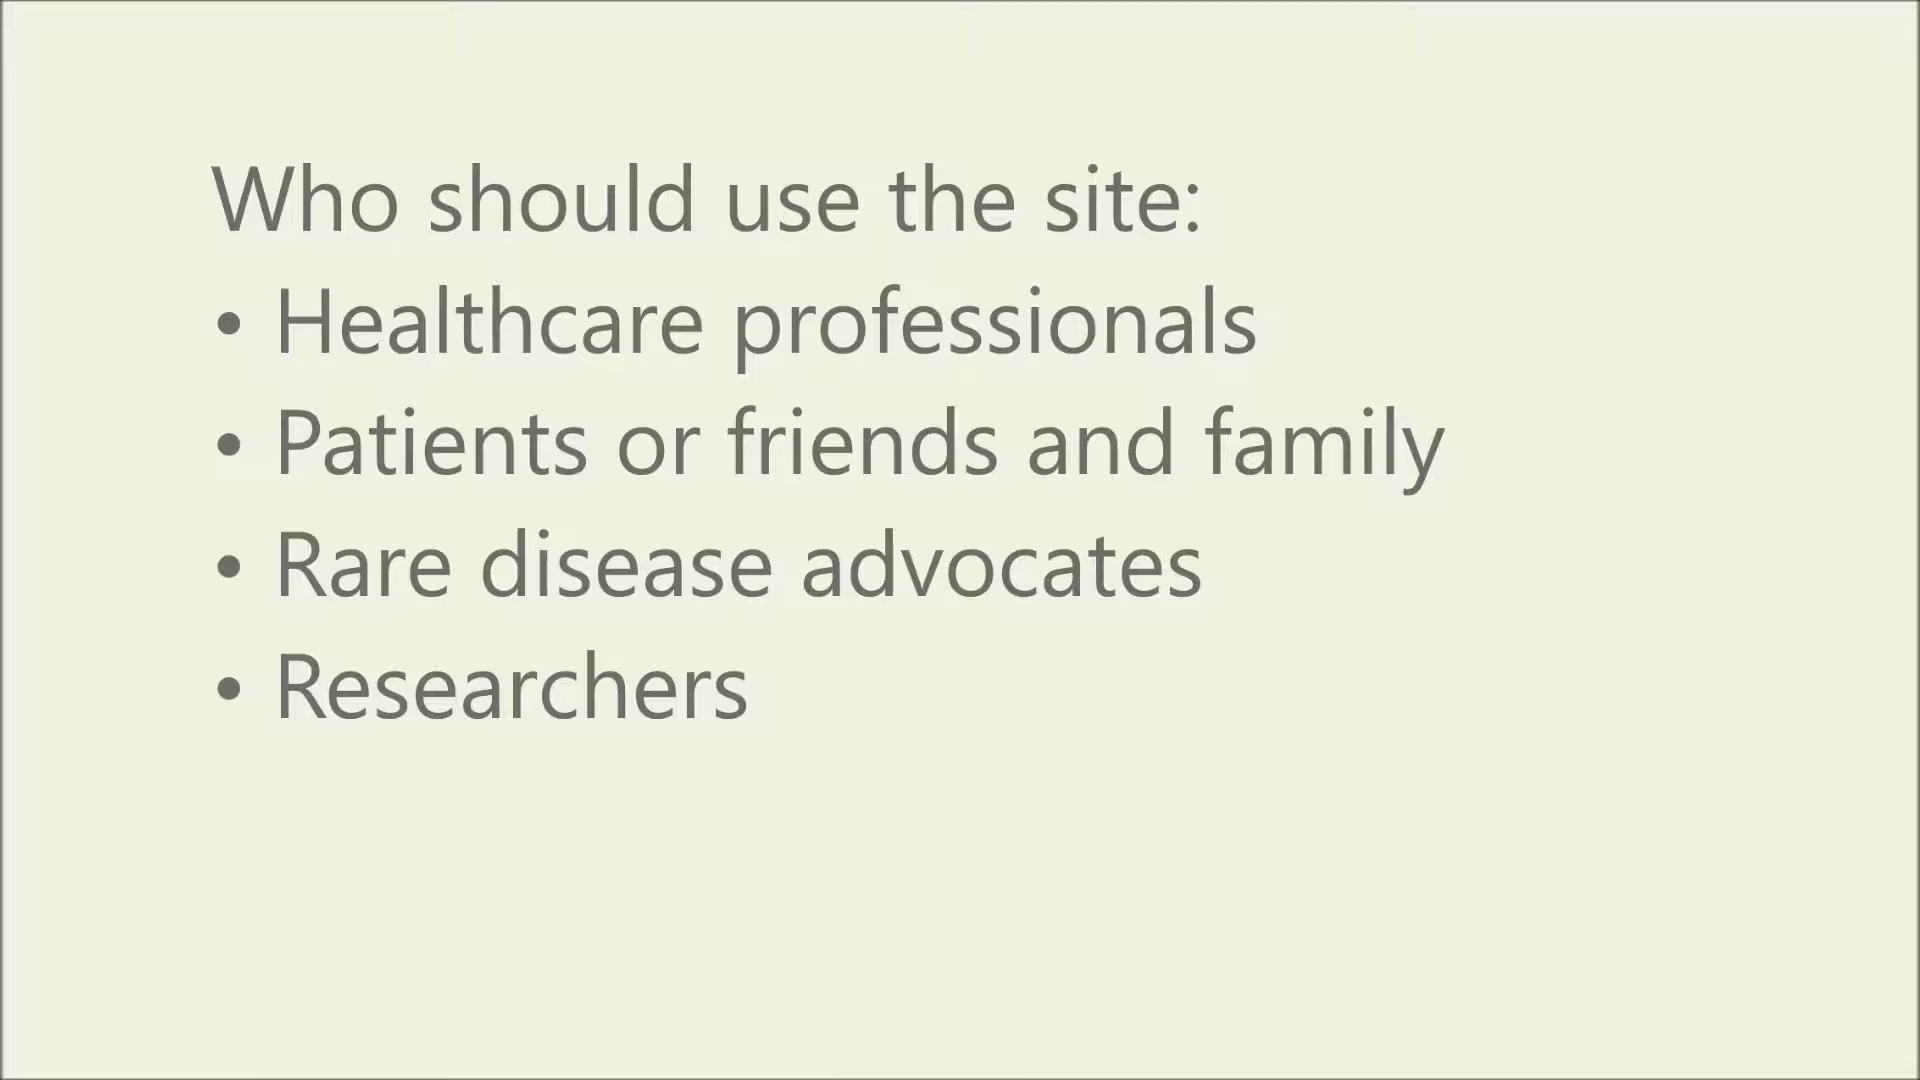 Who should use the site:
• Healthcare professionals
• Patients or friends and family
• Rare disease advocates
• Researchers